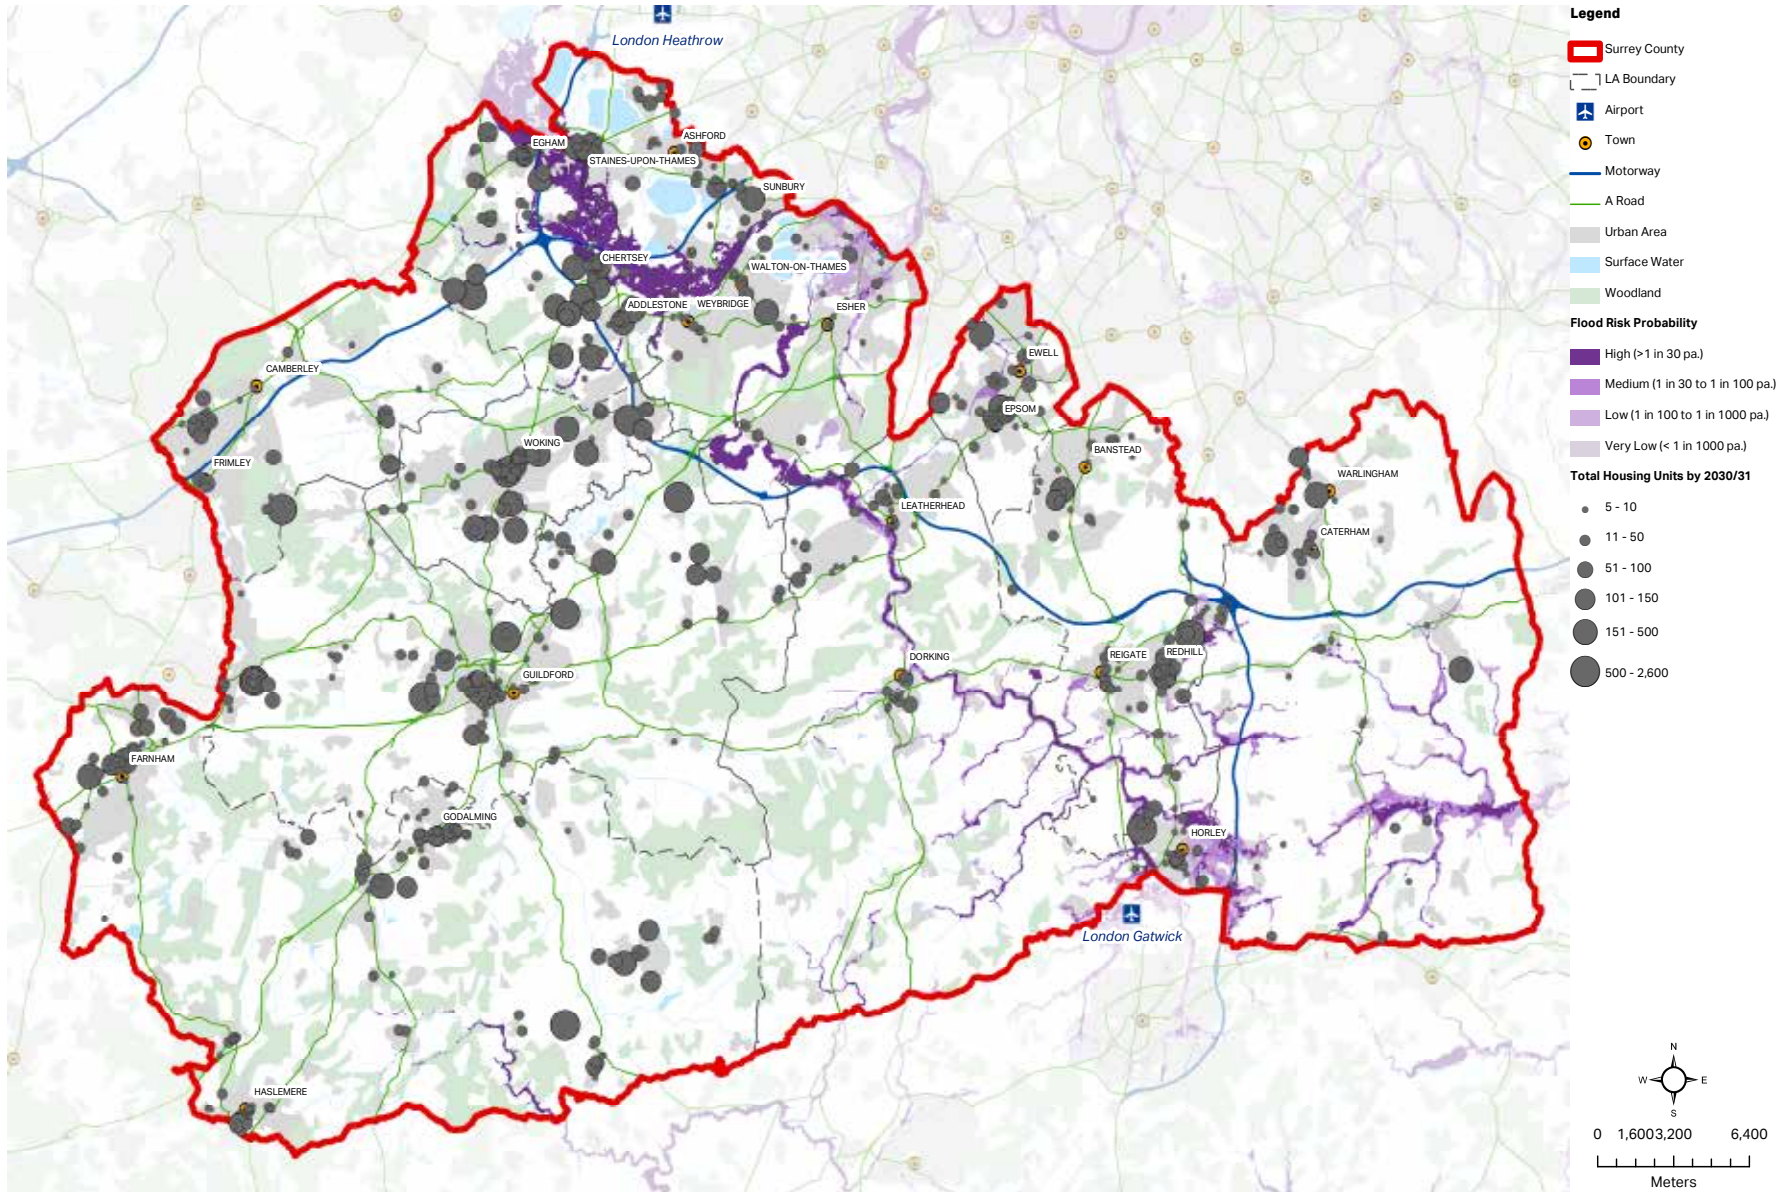 London Heathrow
EGHAM
ASHFORD
STAINES-UPON-THAMES
SUNBURY
CHERTSEY
WALTON-ON-THAMES
ADDLESTONE
WEYBRIDGE
ESHER
EWELL
CAMBERLEY
EPSOM
WOKING
BANSTEAD
FRIMLEY
WARLINGHAM
LEATHERHEAD
CATERHAM
DORKING
REIGATE
REDHILL
GUILDFORD
FARNHAM
GODALMING
HORLEY
London Gatwick
HASLEMERE
Legend
Surrey County
LA Boundary
Airport
Town
Motorway
A Road
Urban Area
Surface Water
Woodland
Flood Risk Probability
High (>1 in 30 pa.)
Medium (1 in 30 to 1 in 100 pa.)
Low (1 in 100 to 1 in 1000 pa.)
Very Low (< 1 in 1000 pa.)
Total Housing Units by 2030/31
5 - 10
11 - 50
51 - 100
101 - 150
151 - 500
500 - 2,600
N
W E
S
0 1,600 3,200 6,400
Meters